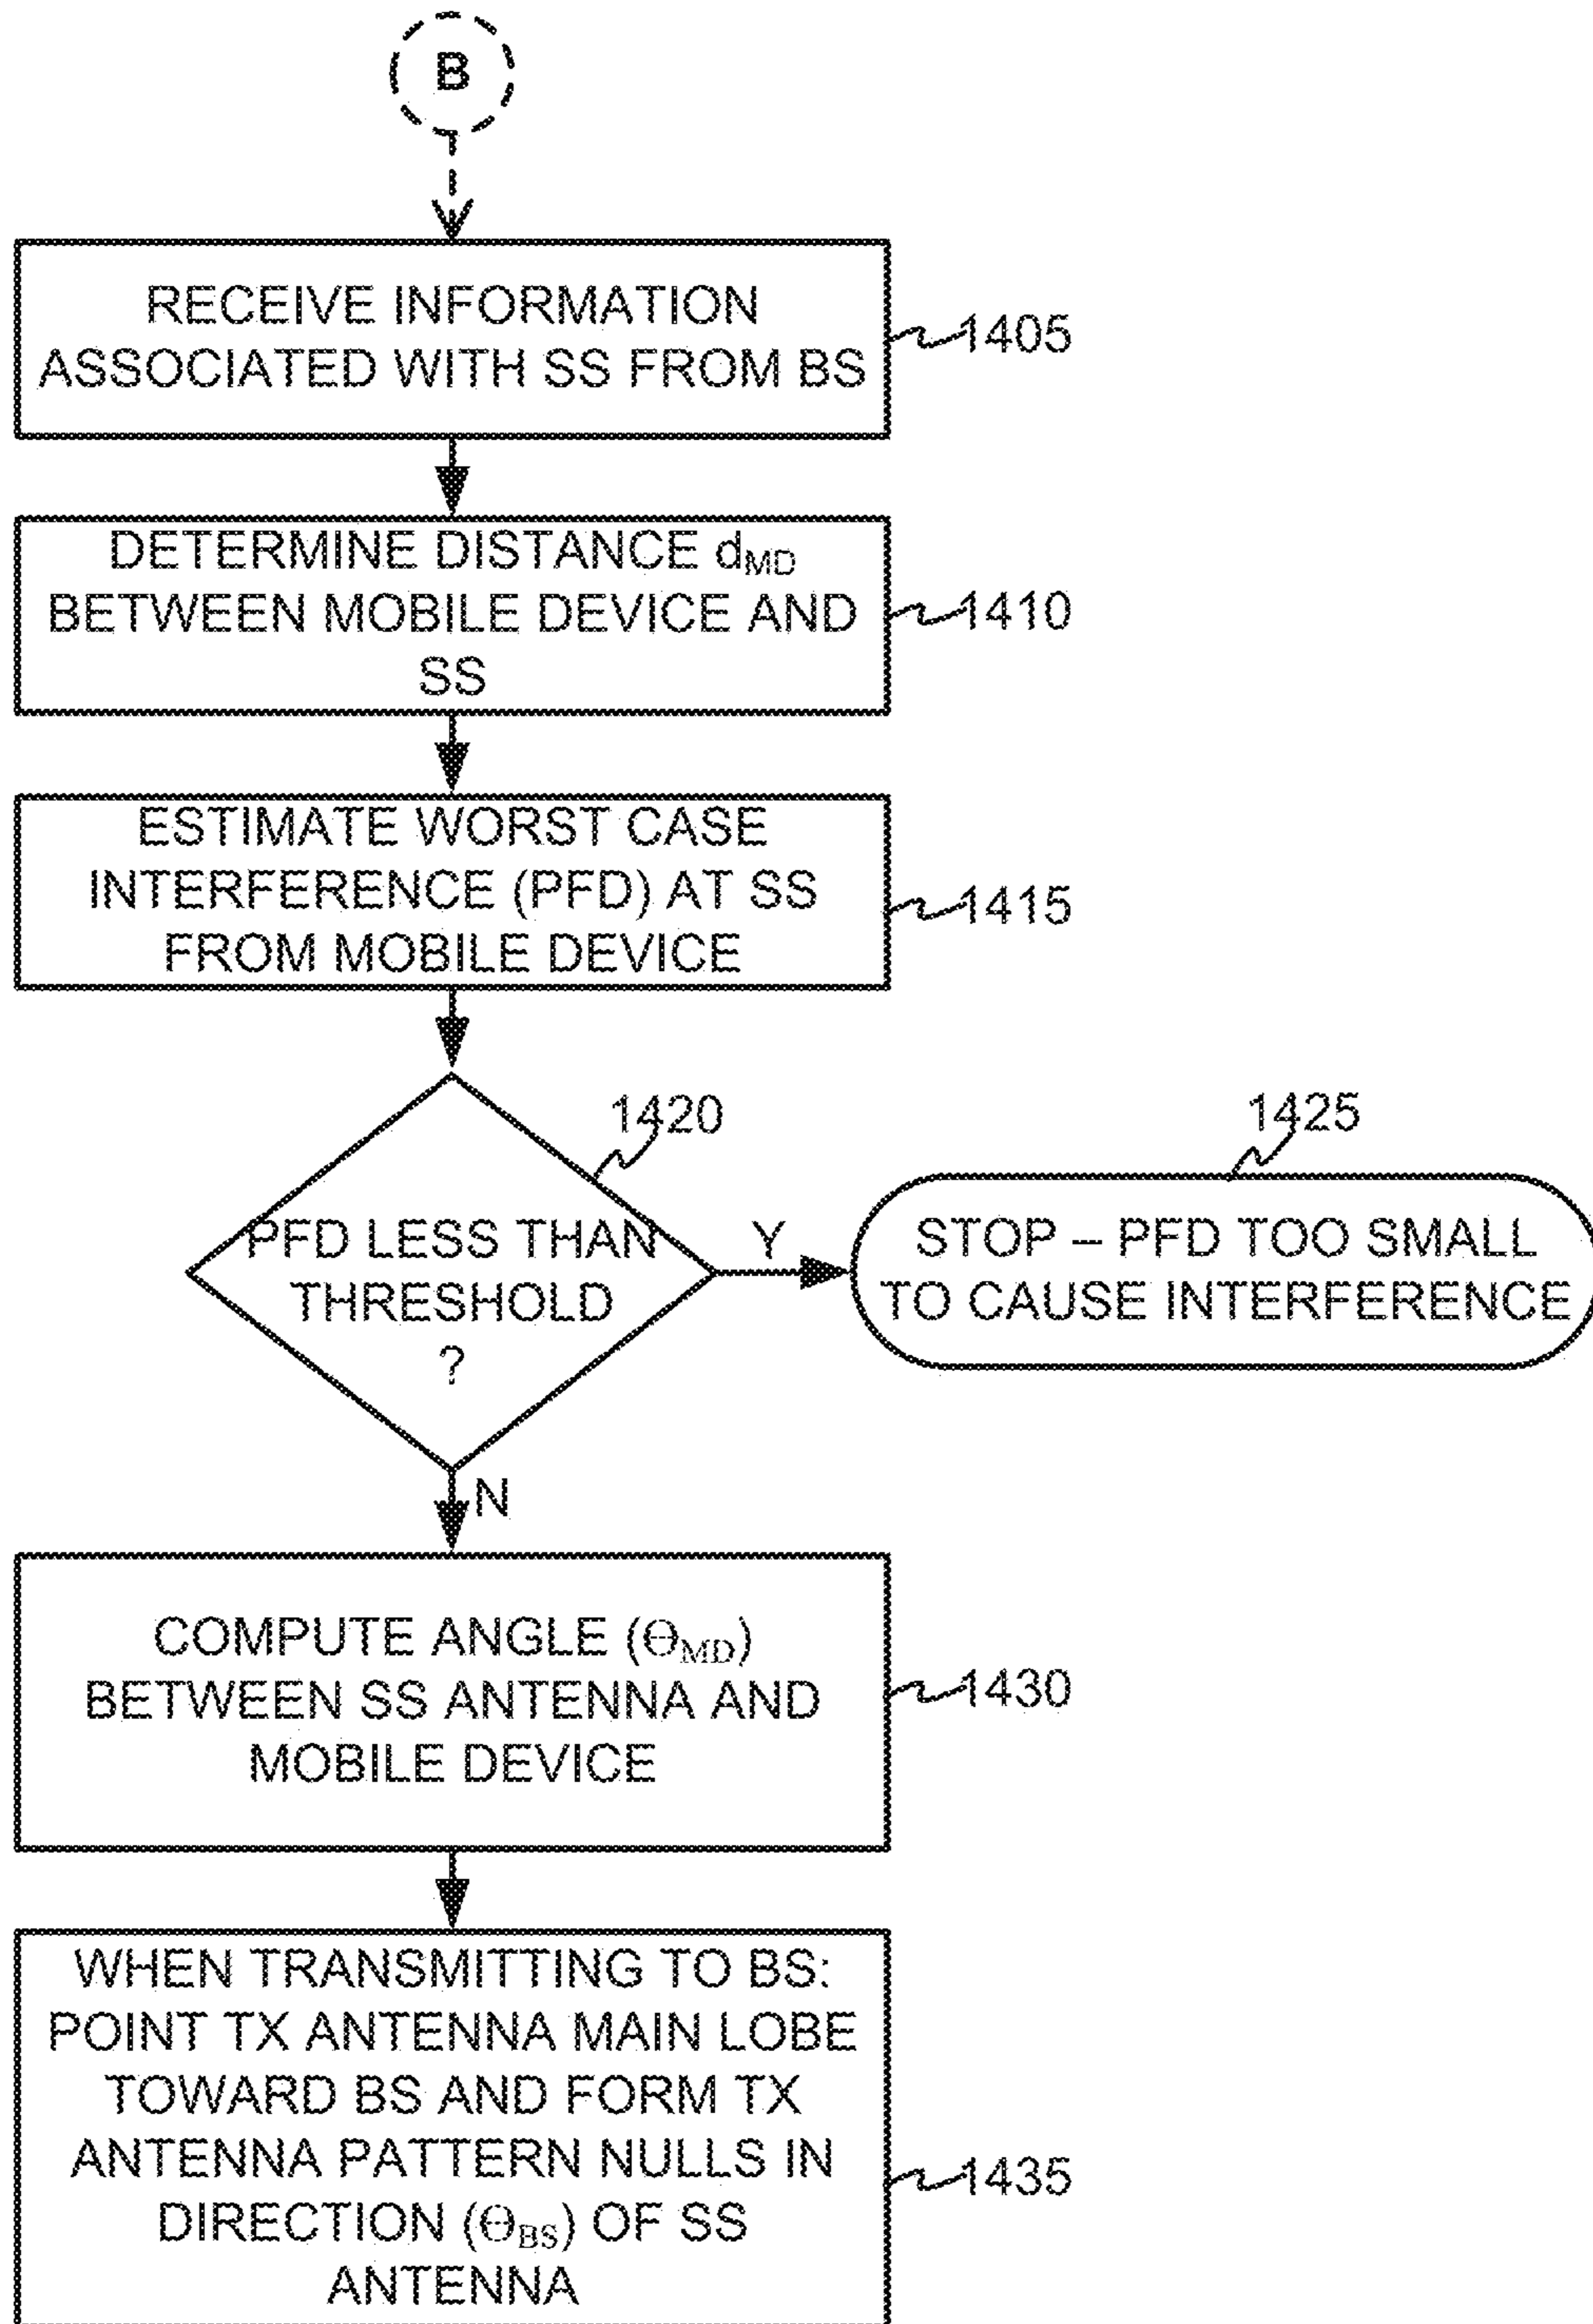 B
RECEIVE INFORMATION
ASSOCIATED WITH SS FROM BS
1405
DETERMINE DISTANCE dMD
BETWEEN MOBILE DEVICE AND
SS
1410
ESTIMATE WORST CASE
INTERFERENCE (PFD) AT SS
FROM MOBILE DEVICE
1415
1420
PFD LESS THAN
THRESHOLD
?
Y
1425
STOP – PFD TOO SMALL
TO CAUSE INTERFERENCE
N
COMPUTE ANGLE (ΘMD)
BETWEEN SS ANTENNA AND
MOBILE DEVICE
1430
WHEN TRANSMITTING TO BS:
POINT TX ANTENNA MAIN LOBE
TOWARD BS AND FORM TX
ANTENNA PATTERN NULLS IN
DIRECTION (ΘBS) OF SS
ANTENNA
1435